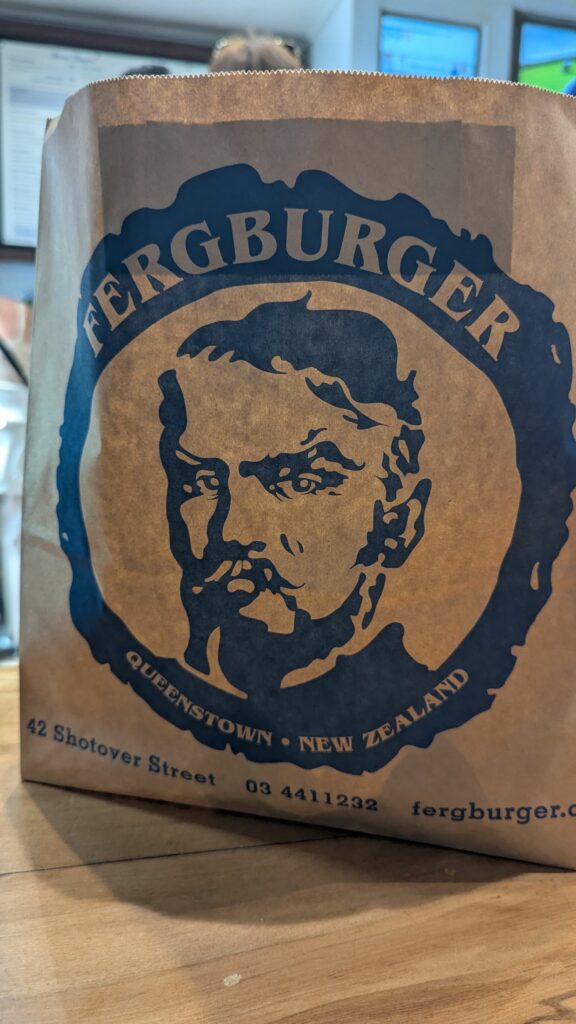 FERGBURGER
QUEENSTOWN • NEW ZEALAND
42 Shotover Street 03 4411232 fergburger.c